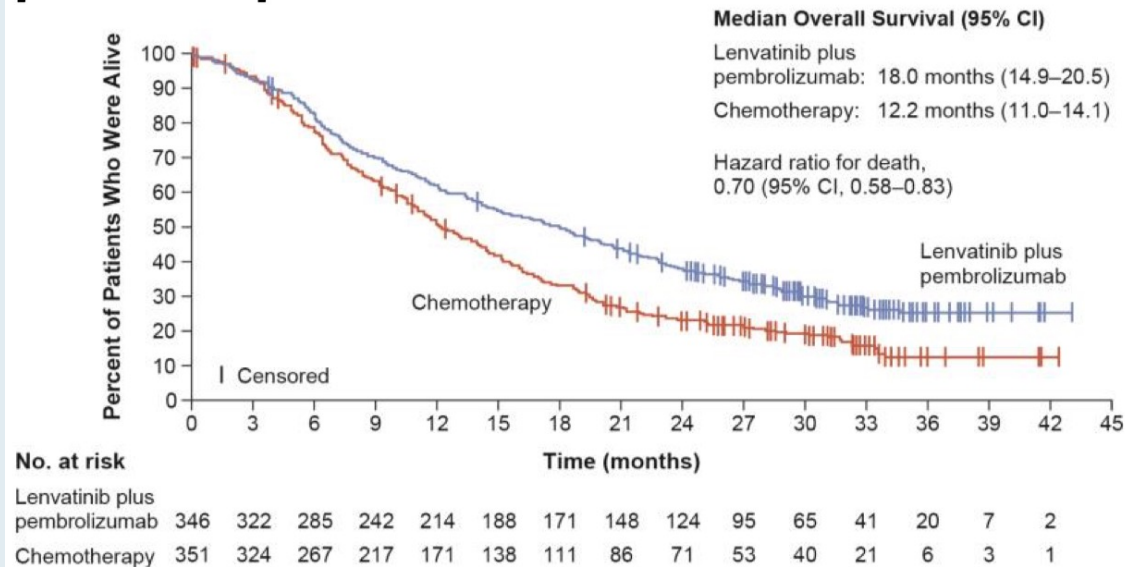 Median Overall Survival (95% CI)
Lenvatinib plus
pembrolizumab: 18.0 months (14.9–20.5)
Chemotherapy: 12.2 months (11.0–14.1)
Hazard ratio for death,
0.70 (95% CI, 0.58–0.83)
Percent of Patients Who Were Alive
100
90
80
70
60
50
40
30
20
10
0
Lenvatinib plus
pembrolizumab
Chemotherapy
I Censored
0 3 6 9 12 15 18 21 24 27 30 33 36 39 42 45
Time (months)
No. at risk
Lenvatinib plus
pembrolizumab 346 322 285 242 214 188 171 148 124 95 65 41 20 7 2
Chemotherapy 351 324 267 217 171 138 111 86 71 53 40 21 6 3 1